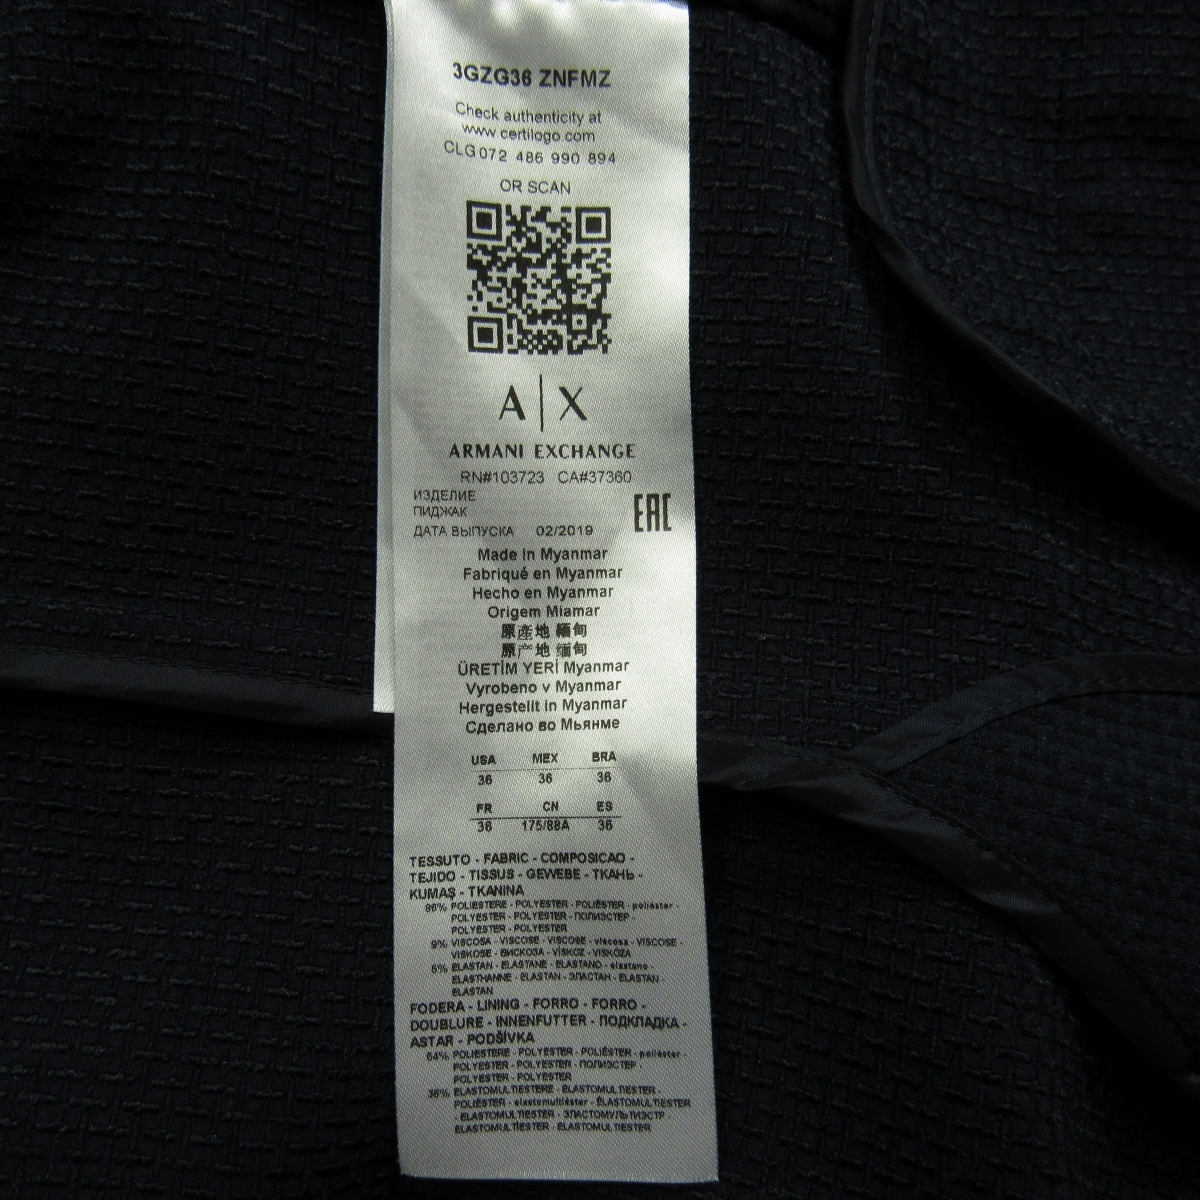 3GZG36 ZNFMZ
Check authenticity at
www.certilogo.com
CLG 072 486 990 894
OR SCAN
A|X
ARMANI EXCHANGE
RN#103723 CA#37360
ИЗДЕЛИЕ
ПИДЖАК
EAC
ДАТА ВЫПУСКА 02/2019
Made in Myanmar
Fabriqué en Myanmar
Hecho en Myanmar
Origem Miamar
原産地 緬甸
原产地 缅甸
ÜRETİM YERİ Myanmar
Vyrobeno v Myanmar
Hergestellt in Myanmar
Сделано во Мьянме
USA MEX BRA
36 36 36
FR CN ES
36 175/88A 36
TESSUTO - FABRIC - COMPOSICAO -
TEJIDO - TISSUS - GEWEBE - ТКАНЬ -
KUMAŞ - TKANINA
86% POLIESTERE - POLYESTER - POLIÉSTER - poliéster -
POLYESTER - POLYESTER - ПОЛИЭСТЕР -
POLYESTER - POLYESTER
9% VISCOSA - VISCOSE - VISCOSE - viscosa - VISCOSE -
VISKOSE - ВИСКОЗА - VİSKOZ - VISKÓZA
5% ELASTAN - ELASTANE - ELASTANO - elastano -
ELASTHANNE - ELASTAN - ЭЛАСТАН - ELASTAN -
ELASTAN
FODERA - LINING - FORRO - FORRO -
DOUBLURE - INNENFUTTER - ПОДКЛАДКА -
ASTAR - PODŠÍVKA
64% POLIESTERE - POLYESTER - POLIÉSTER - poliéster -
POLYESTER - POLYESTER - ПОЛИЭСТЕР -
POLYESTER - POLYESTER
36% ELASTOMULTIESTERE - ELASTOMULTIESTER -
POLIÉSTER - elastomultiéster - ÉLASTOMULTIESTER
- ELASTOMULTIESTER - ЭЛАСТОМУЛЬТИЭСТР -
ELASTOMULTIESTER - ELASTOMULTIESTER